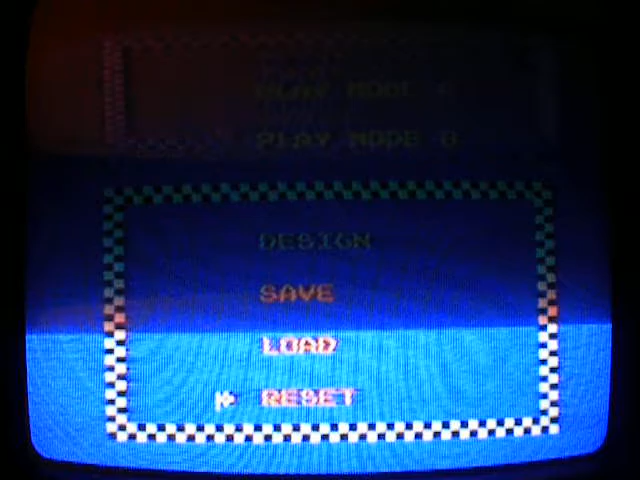 PLAY MODE
PLAY MODE B
DESIGN
SAVE
LOAD
RESET